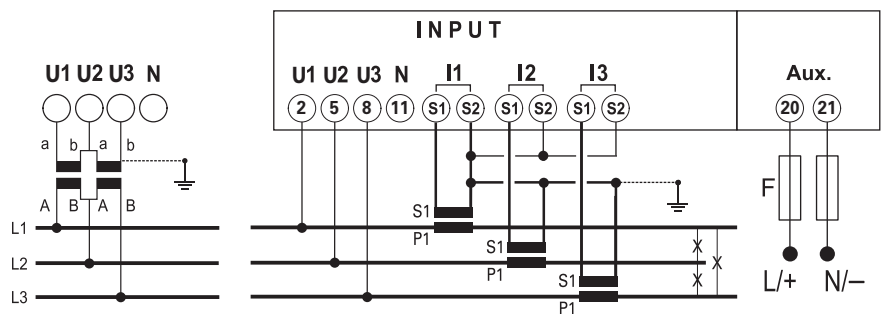 INPUT
U1 U2 U3 N
U1 U2 U3 N I1 I2 I3
Aux.
2 5 8 11 S1 S2 S1 S2 S1 S2
20 21
a b a b
F
A B A B
S1
L1
P1
S1
L2
P1
S1
L/+ N/–
L3
P1
X
X
X